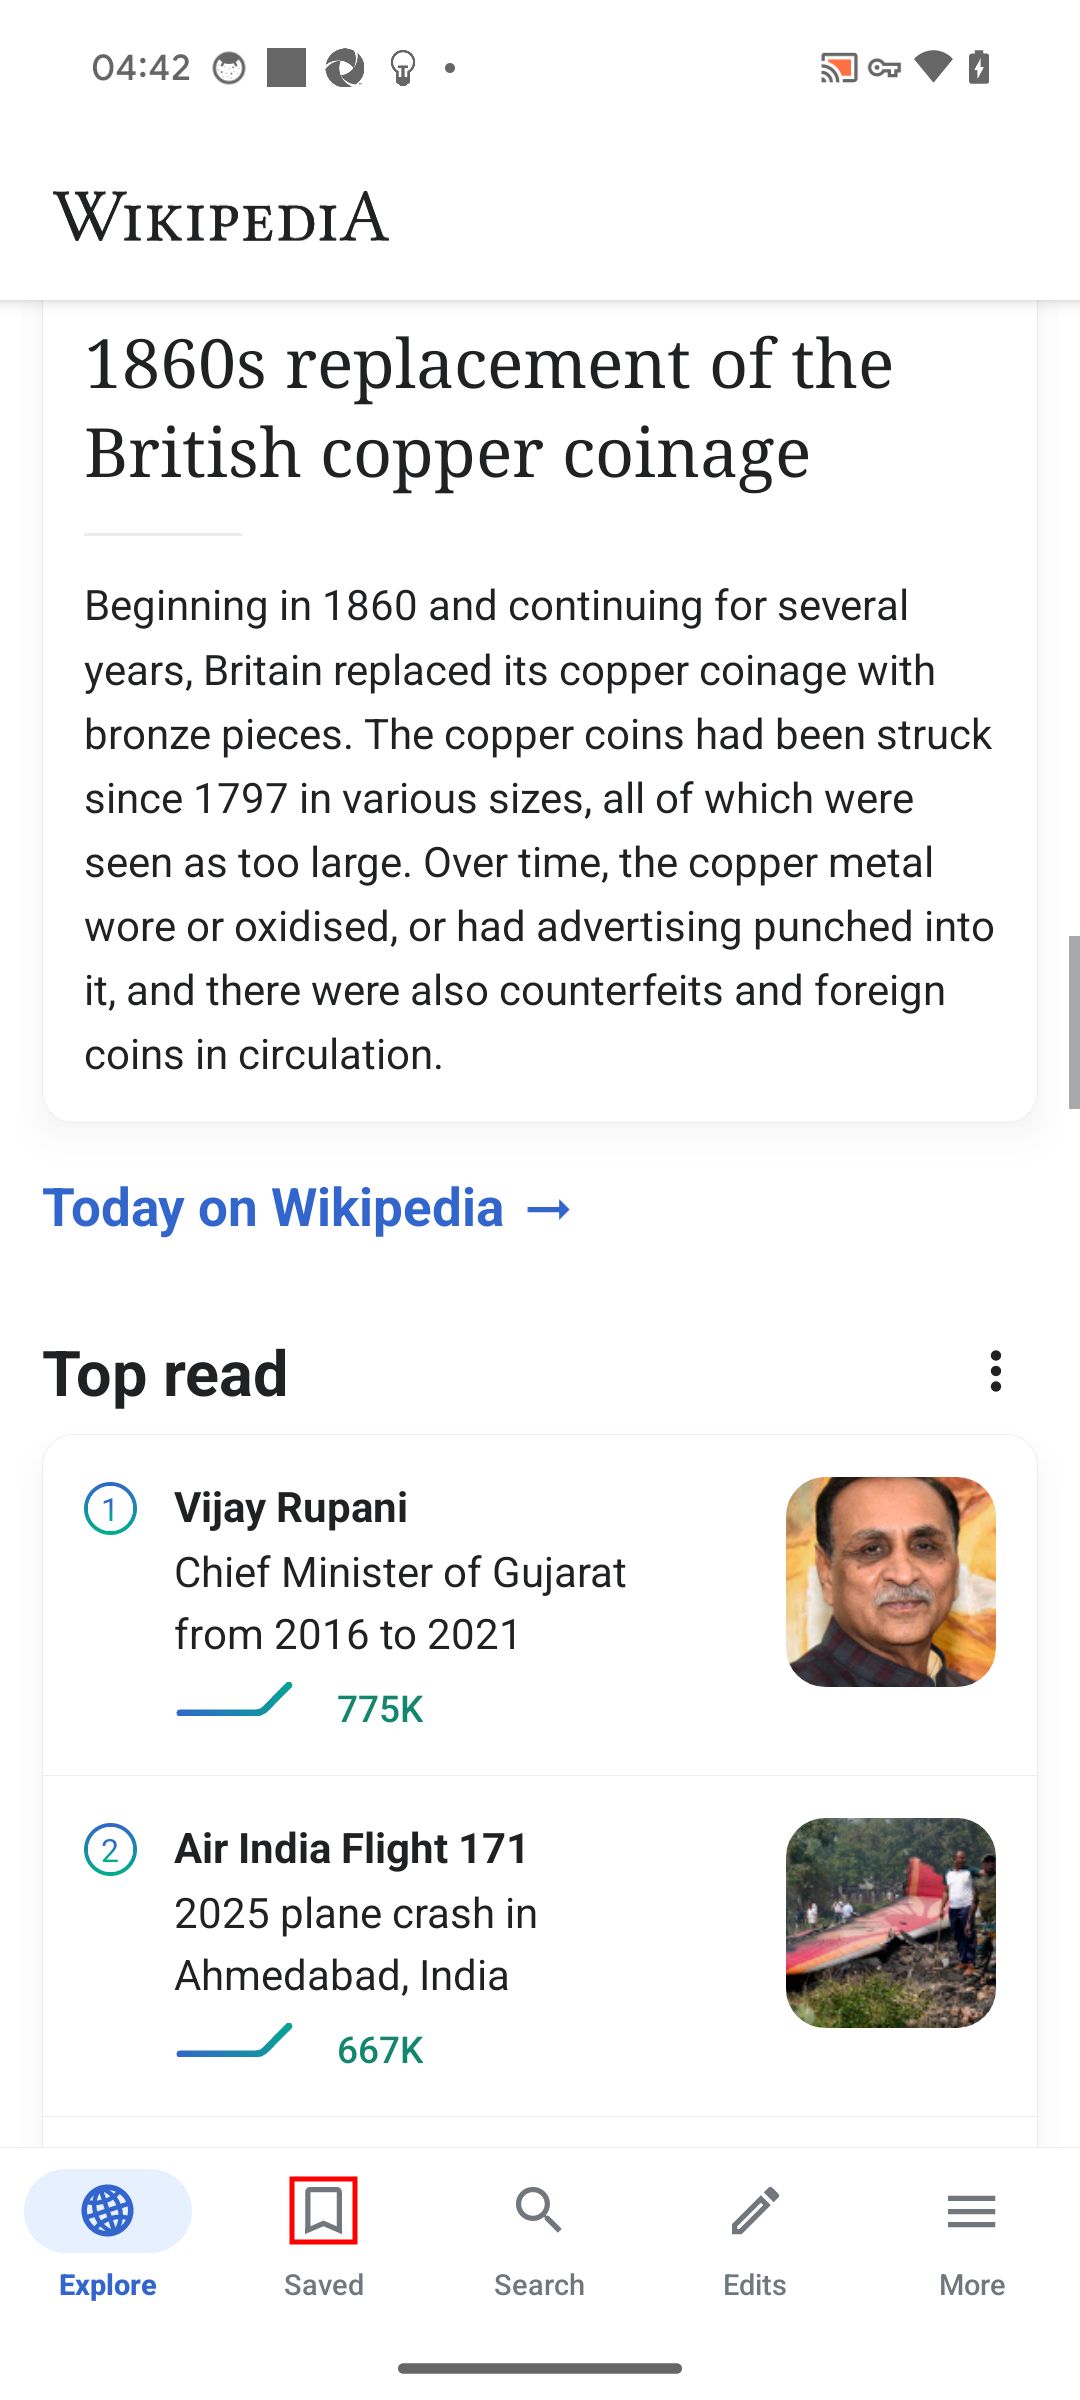 04:42
WIKIPEDIA
1860s replacement of the
British copper coinage
Beginning in 1860 and continuing for several
years, Britain replaced its copper coinage with
bronze pieces. The copper coins had been struck
since 1797 in various sizes, all of which were
seen as too large. Over time, the copper metal
wore or oxidised, or had advertising punched into
it, and there were also counterfeits and foreign
coins in circulation.
Today on Wikipedia →
Top read
1 Vijay Rupani
Chief Minister of Gujarat
from 2016 to 2021
775K
2 Air India Flight 171
2025 plane crash in
Ahmedabad, India
667K
Explore Saved Search Edits More